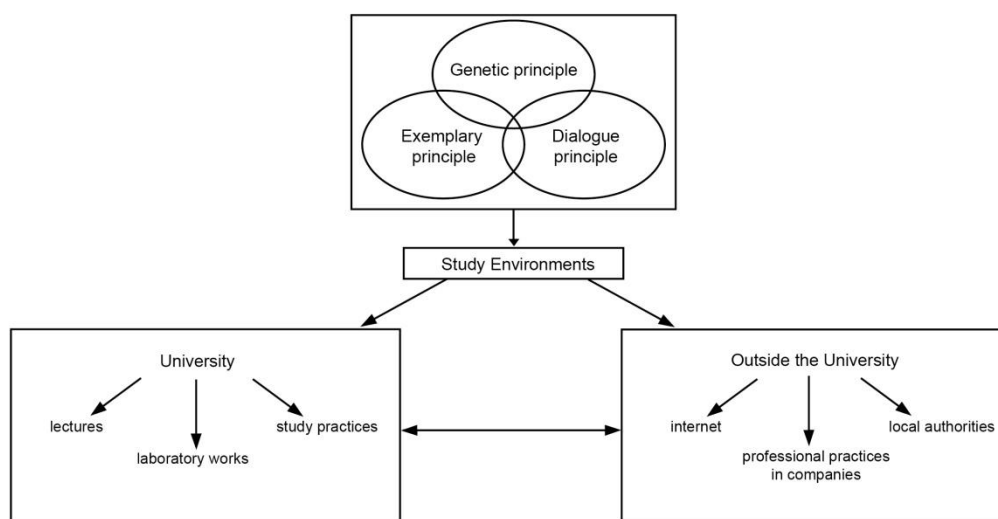 Genetic principle
Exemplary
principle
Dialogue
principle
Study Environments
University
lectures
laboratory works
study practices
Outside the University
internet
professional practices
in companies
local authorities